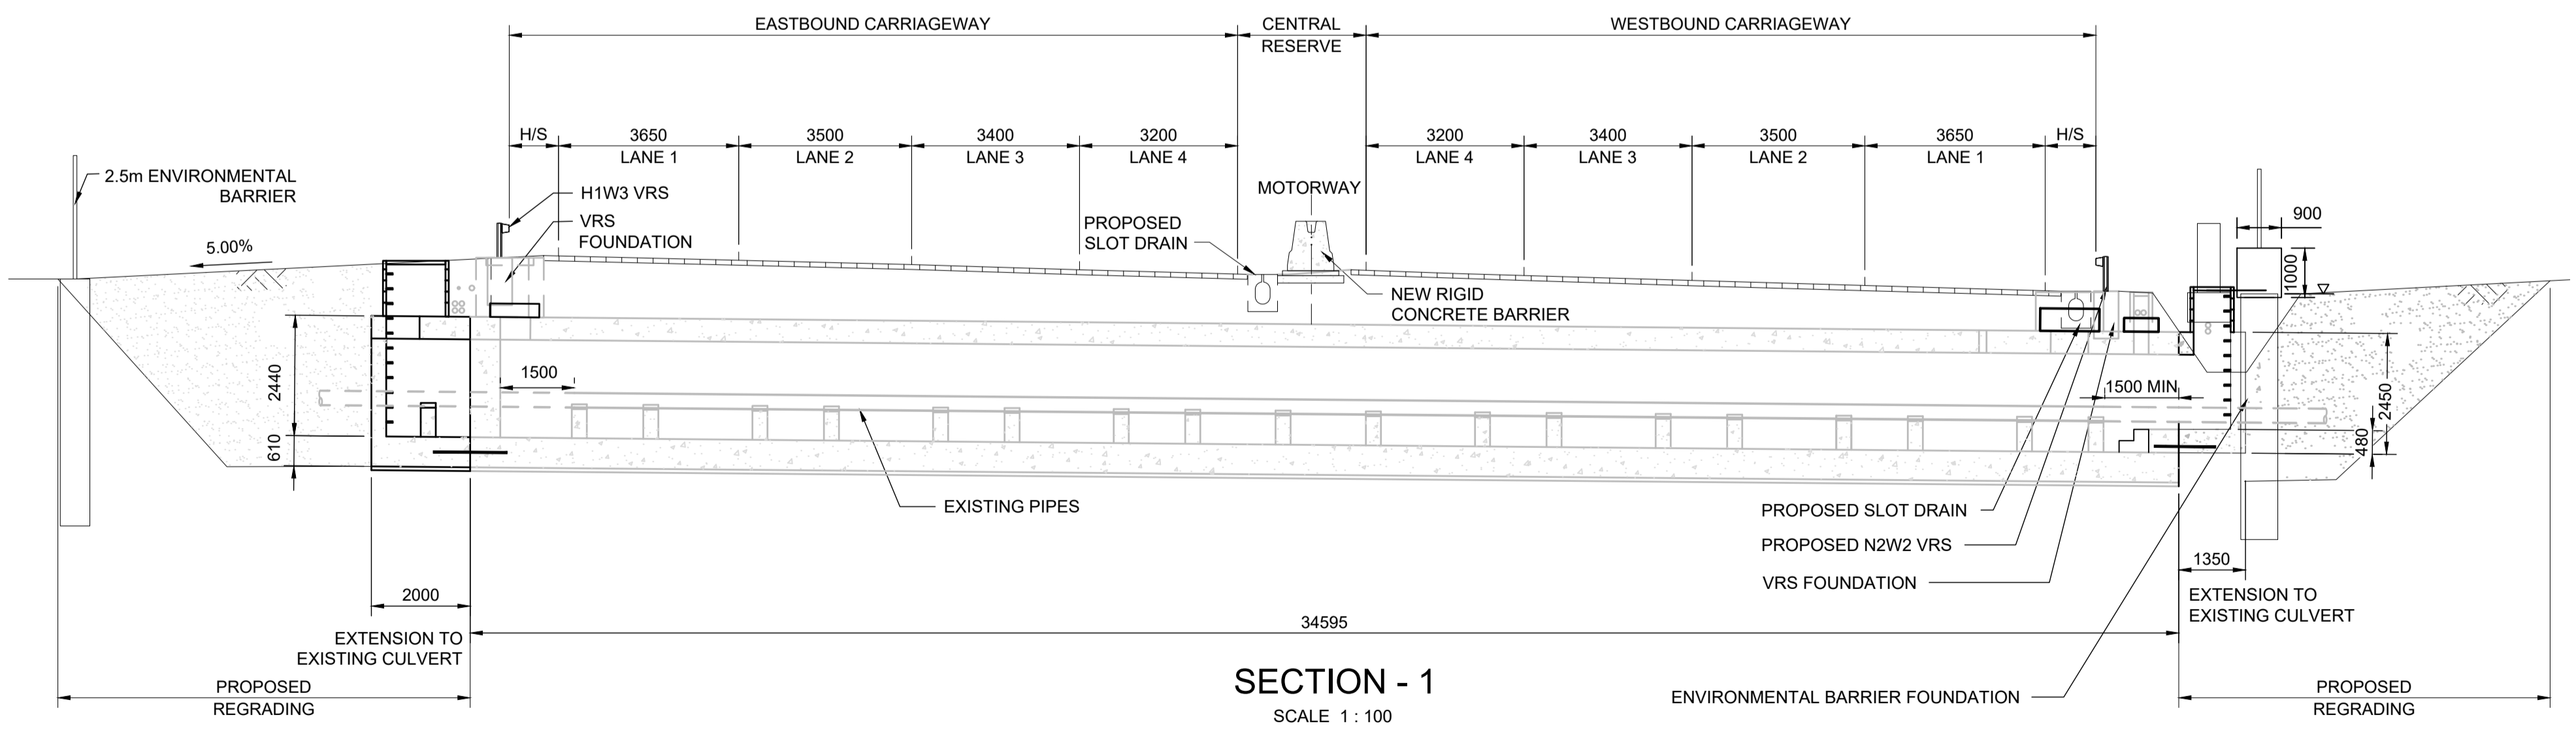 EASTBOUND CARRIAGEWAY
CENTRAL
RESERVE
WESTBOUND CARRIAGEWAY
H/S
3650
LANE 1
3500
LANE 2
3400
LANE 3
3200
LANE 4
3200
LANE 4
3400
LANE 3
3500
LANE 2
3650
LANE 1
H/S
2.5m ENVIRONMENTAL
BARRIER
H1W3 VRS
VRS
FOUNDATION
PROPOSED
SLOT DRAIN
MOTORWAY
900
5.00%
1000
NEW RIGID
CONCRETE BARRIER
2440
1500
1500 MIN
2450
610
480
EXISTING PIPES
PROPOSED SLOT DRAIN
PROPOSED N2W2 VRS
VRS FOUNDATION
1350
EXTENSION TO
EXISTING CULVERT
2000
EXTENSION TO
EXISTING CULVERT
34595
PROPOSED
REGRADING
SECTION - 1
SCALE 1 : 100
ENVIRONMENTAL BARRIER FOUNDATION
PROPOSED
REGRADING